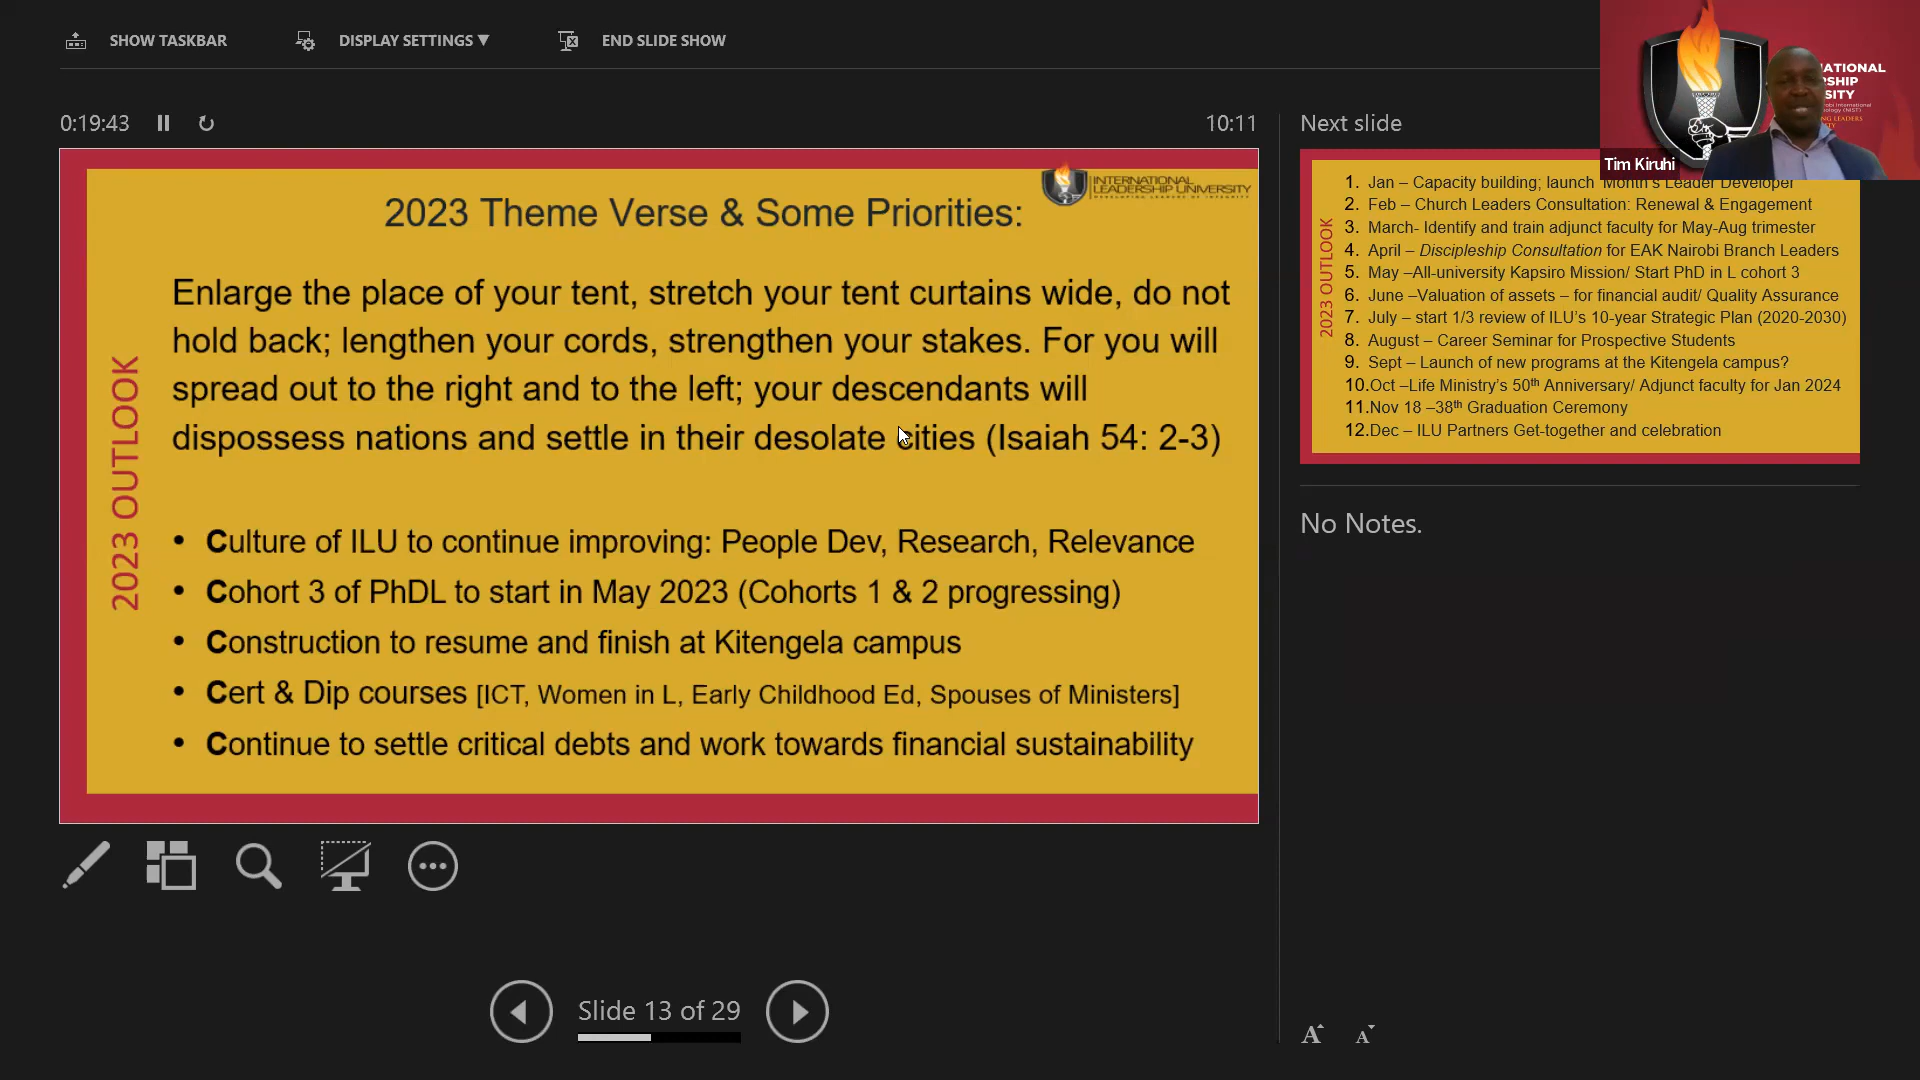 SHOW TASKBAR
DISPLAY SETTINGS ▼
END SLIDE SHOW
0:19:43
10:11
Next slide
INTERNATIONAL
LEADERSHIP UNIVERSITY
DEVELOPING LEADERS OF INTEGRITY
2023 Theme Verse & Some Priorities:
2023 OUTLOOK
Enlarge the place of your tent, stretch your tent curtains wide, do not
hold back; lengthen your cords, strengthen your stakes. For you will
spread out to the right and to the left; your descendants will
dispossess nations and settle in their desolate cities (Isaiah 54: 2-3)
• Culture of ILU to continue improving: People Dev, Research, Relevance
• Cohort 3 of PhDL to start in May 2023 (Cohorts 1 & 2 progressing)
• Construction to resume and finish at Kitengela campus
• Cert & Dip courses [ICT, Women in L, Early Childhood Ed, Spouses of Ministers]
• Continue to settle critical debts and work towards financial sustainability
Slide 13 of 29
ATIONAL
RSHIP
SITY
NG LEADERS
Tim Kiruhi
2023 OUTLOOK
1. Jan – Capacity building; launch 'Month's Leader Developer'
2. Feb – Church Leaders Consultation: Renewal & Engagement
3. March- Identify and train adjunct faculty for May-Aug trimester
4. April – Discipleship Consultation for EAK Nairobi Branch Leaders
5. May –All-university Kapsiro Mission/ Start PhD in L cohort 3
6. June –Valuation of assets – for financial audit/ Quality Assurance
7. July – start 1/3 review of ILU's 10-year Strategic Plan (2020-2030)
8. August – Career Seminar for Prospective Students
9. Sept – Launch of new programs at the Kitengela campus?
10.Oct –Life Ministry's 50th Anniversary/ Adjunct faculty for Jan 2024
11.Nov 18 –38th Graduation Ceremony
12.Dec – ILU Partners Get-together and celebration
No Notes.
A A